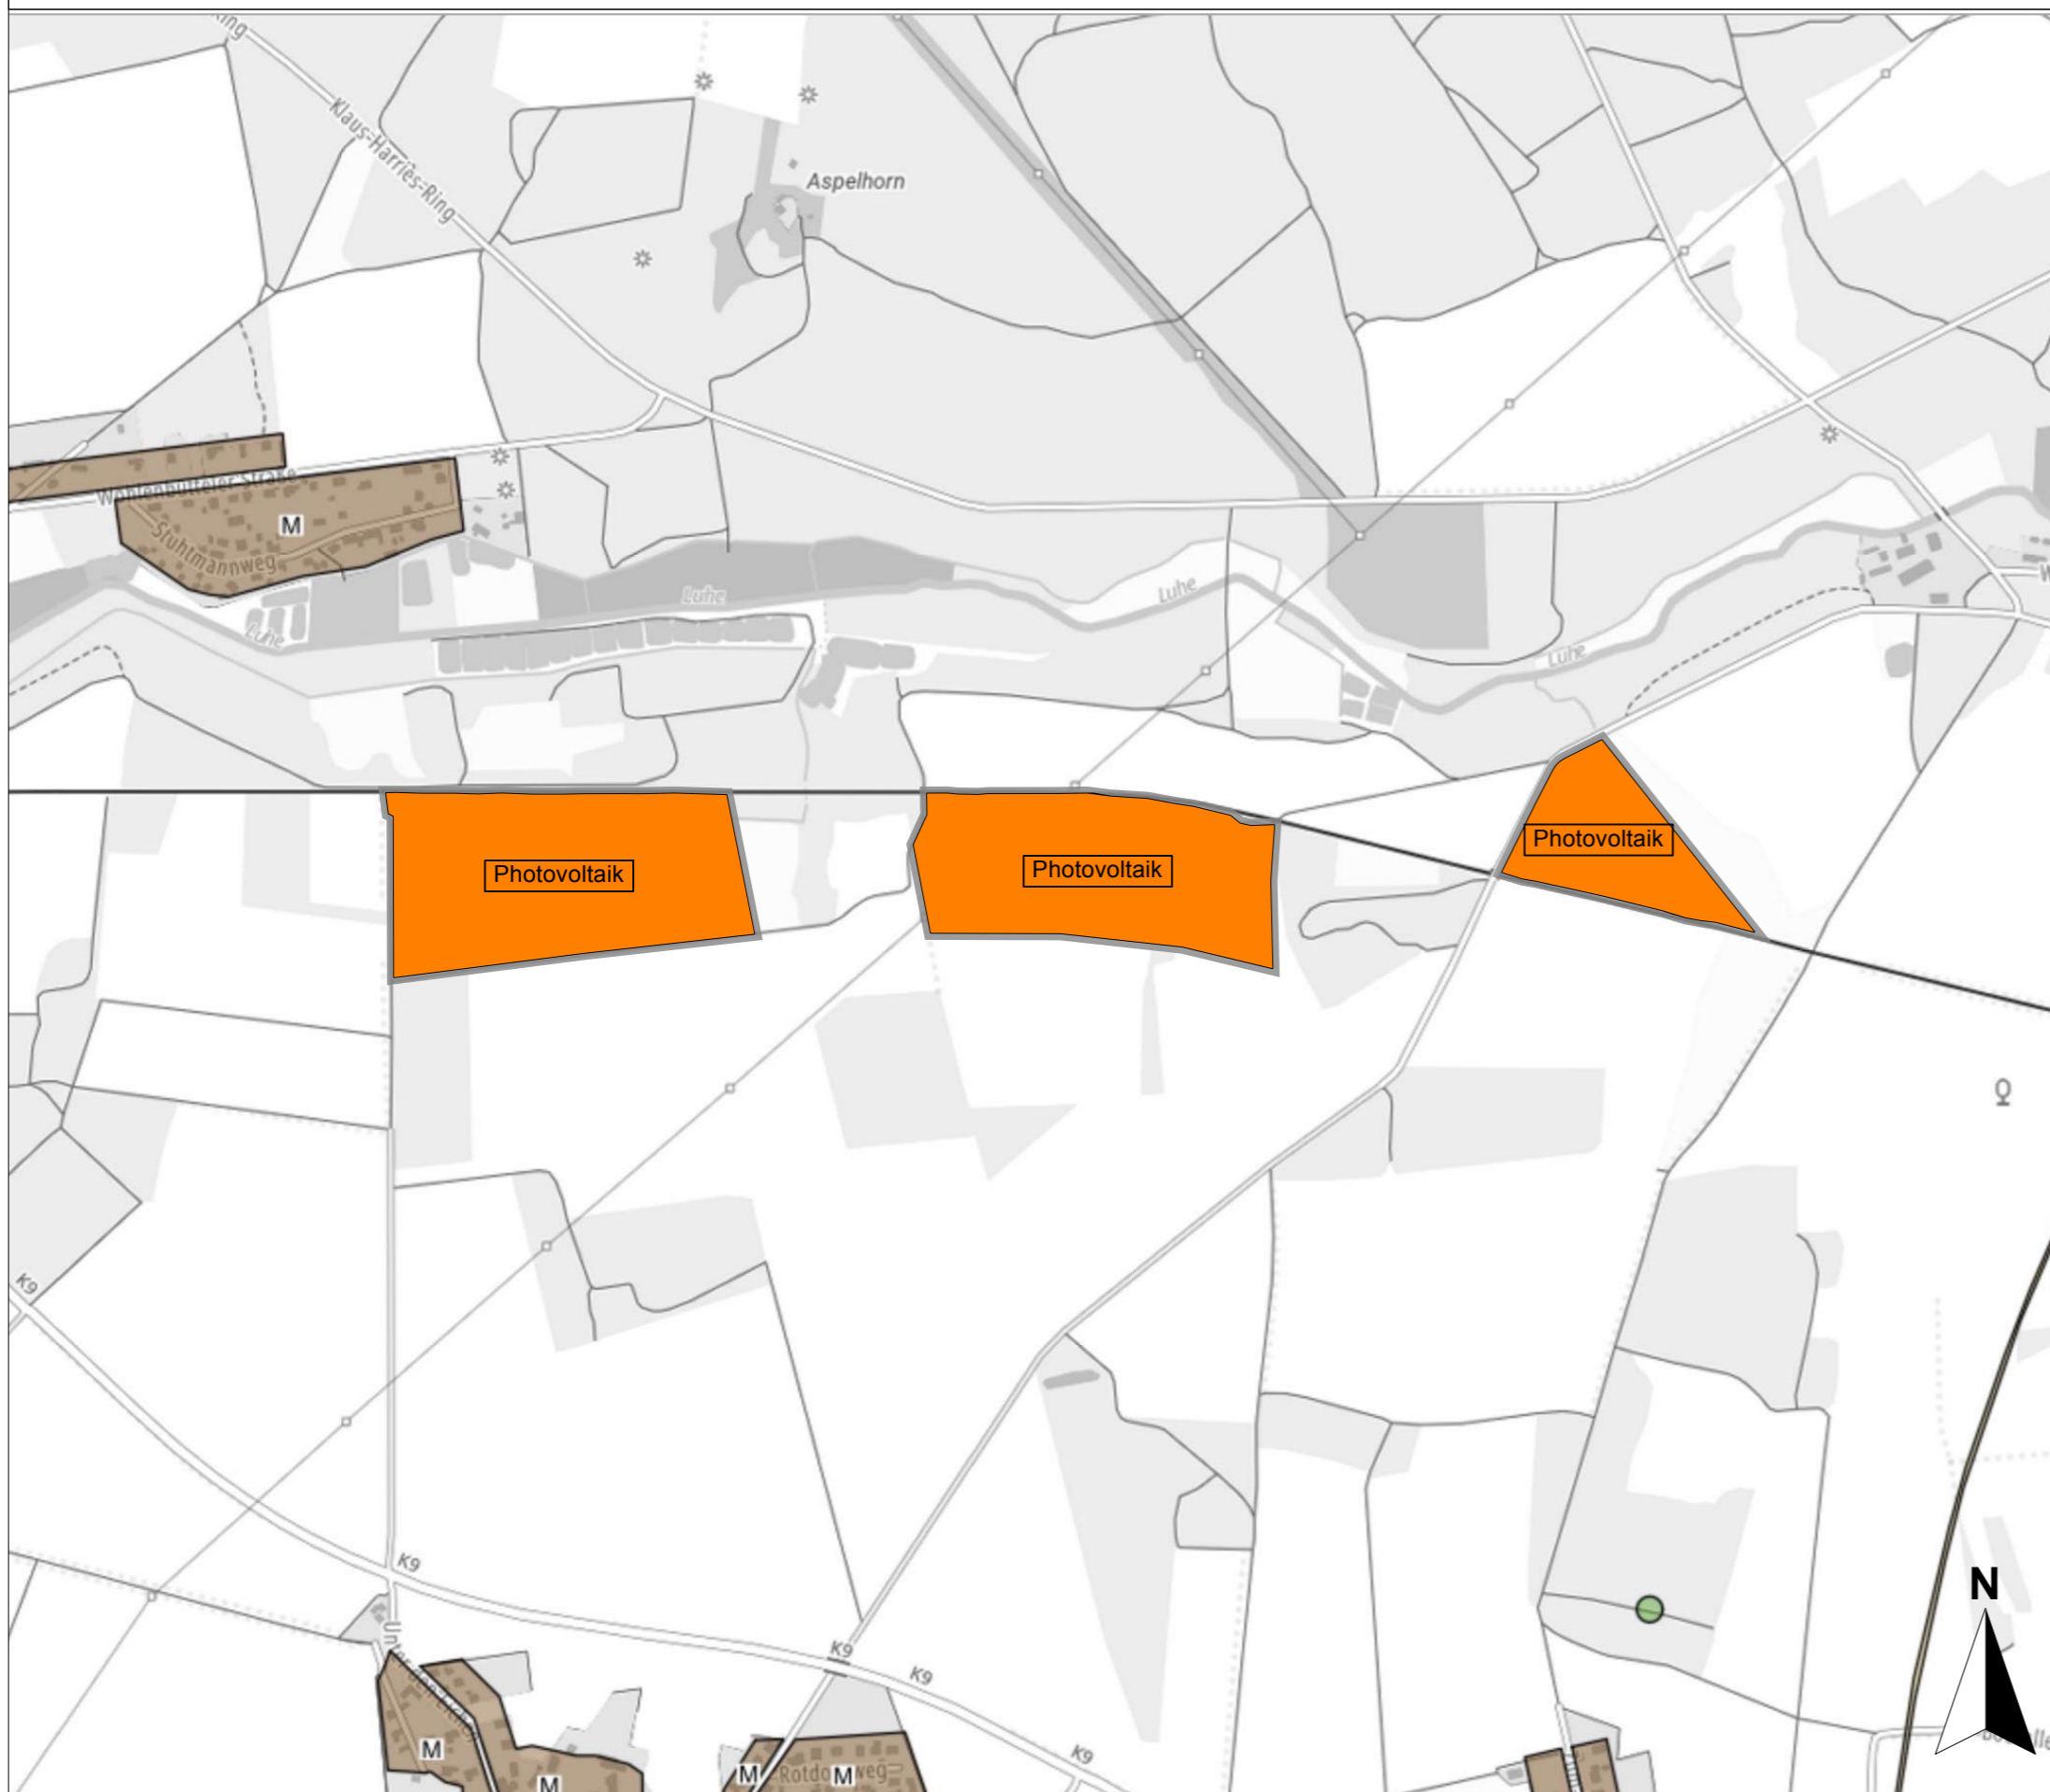 Klaus-Harries-Ring
Aspelhorn
M
Stuhtmannweg
Luhe
Luhe
Luhe
Luhe
Photovoltaik
Photovoltaik
Photovoltaik
K9
K9
K9
K9
K9
N
M
M
M
M